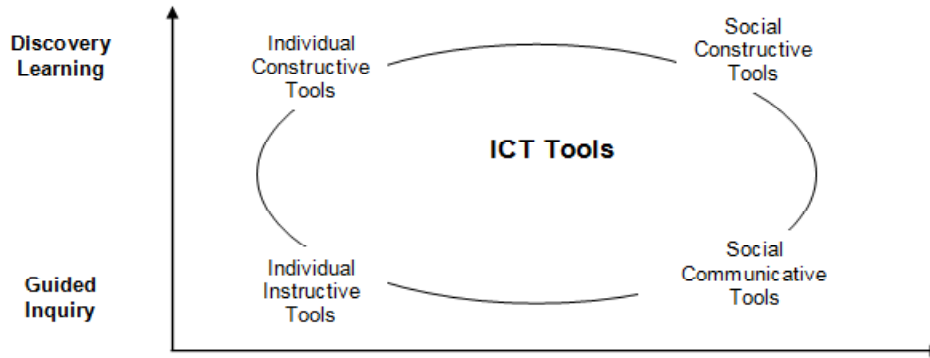 Discovery
Learning
Individual
Constructive
Tools
Social
Constructive
Tools
ICT Tools
Guided
Inquiry
Individual
Instructive
Tools
Social
Communicative
Tools